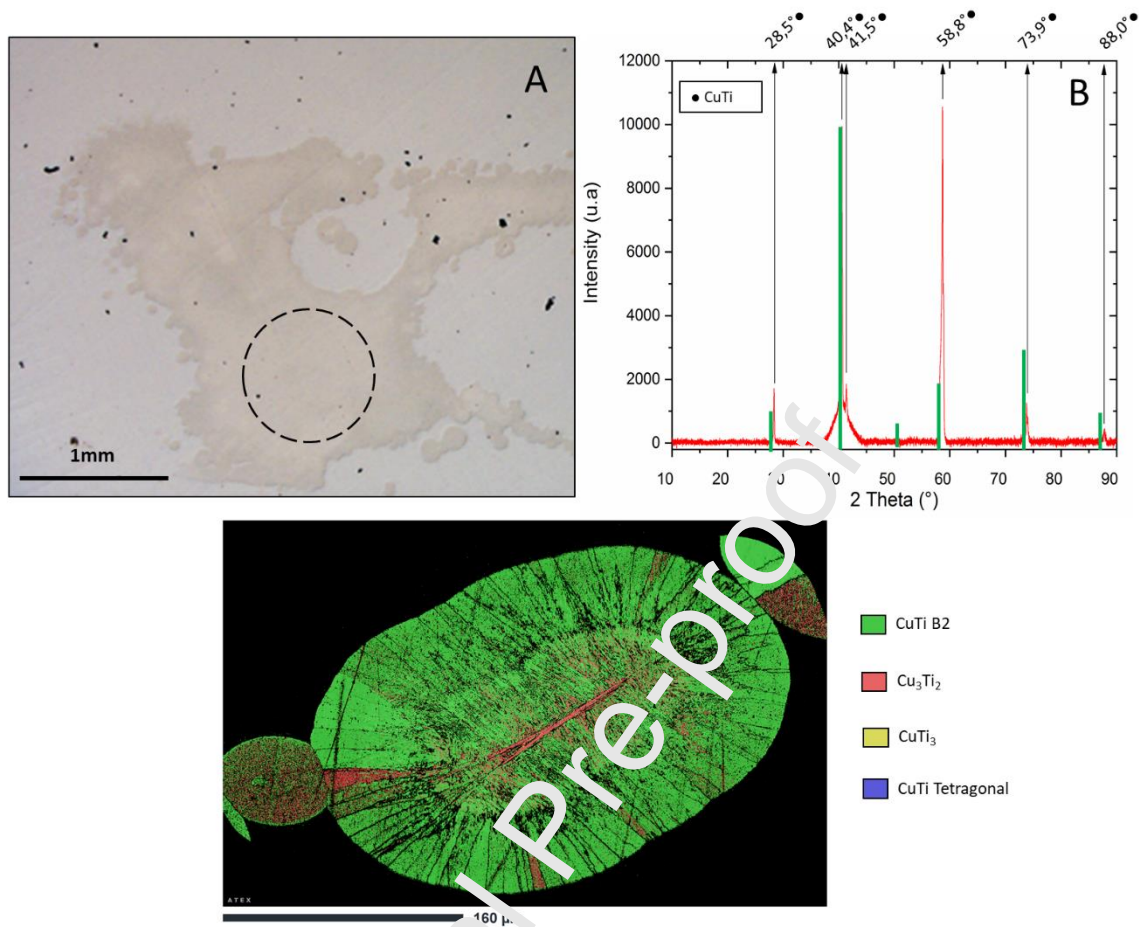 A
1mm
28,5°●
40,4°●
41,5°●
58,8°●
73,9°●
88,0°●
B
● CuTi
Intensity (u.a)
12000
10000
8000
6000
4000
2000
0
10 20 30 40 50 60 70 80 90
2 Theta (°)
CuTi B2
Cu₃Ti₂
CuTi₃
CuTi Tetragonal
ATEX
160
Pre-proof